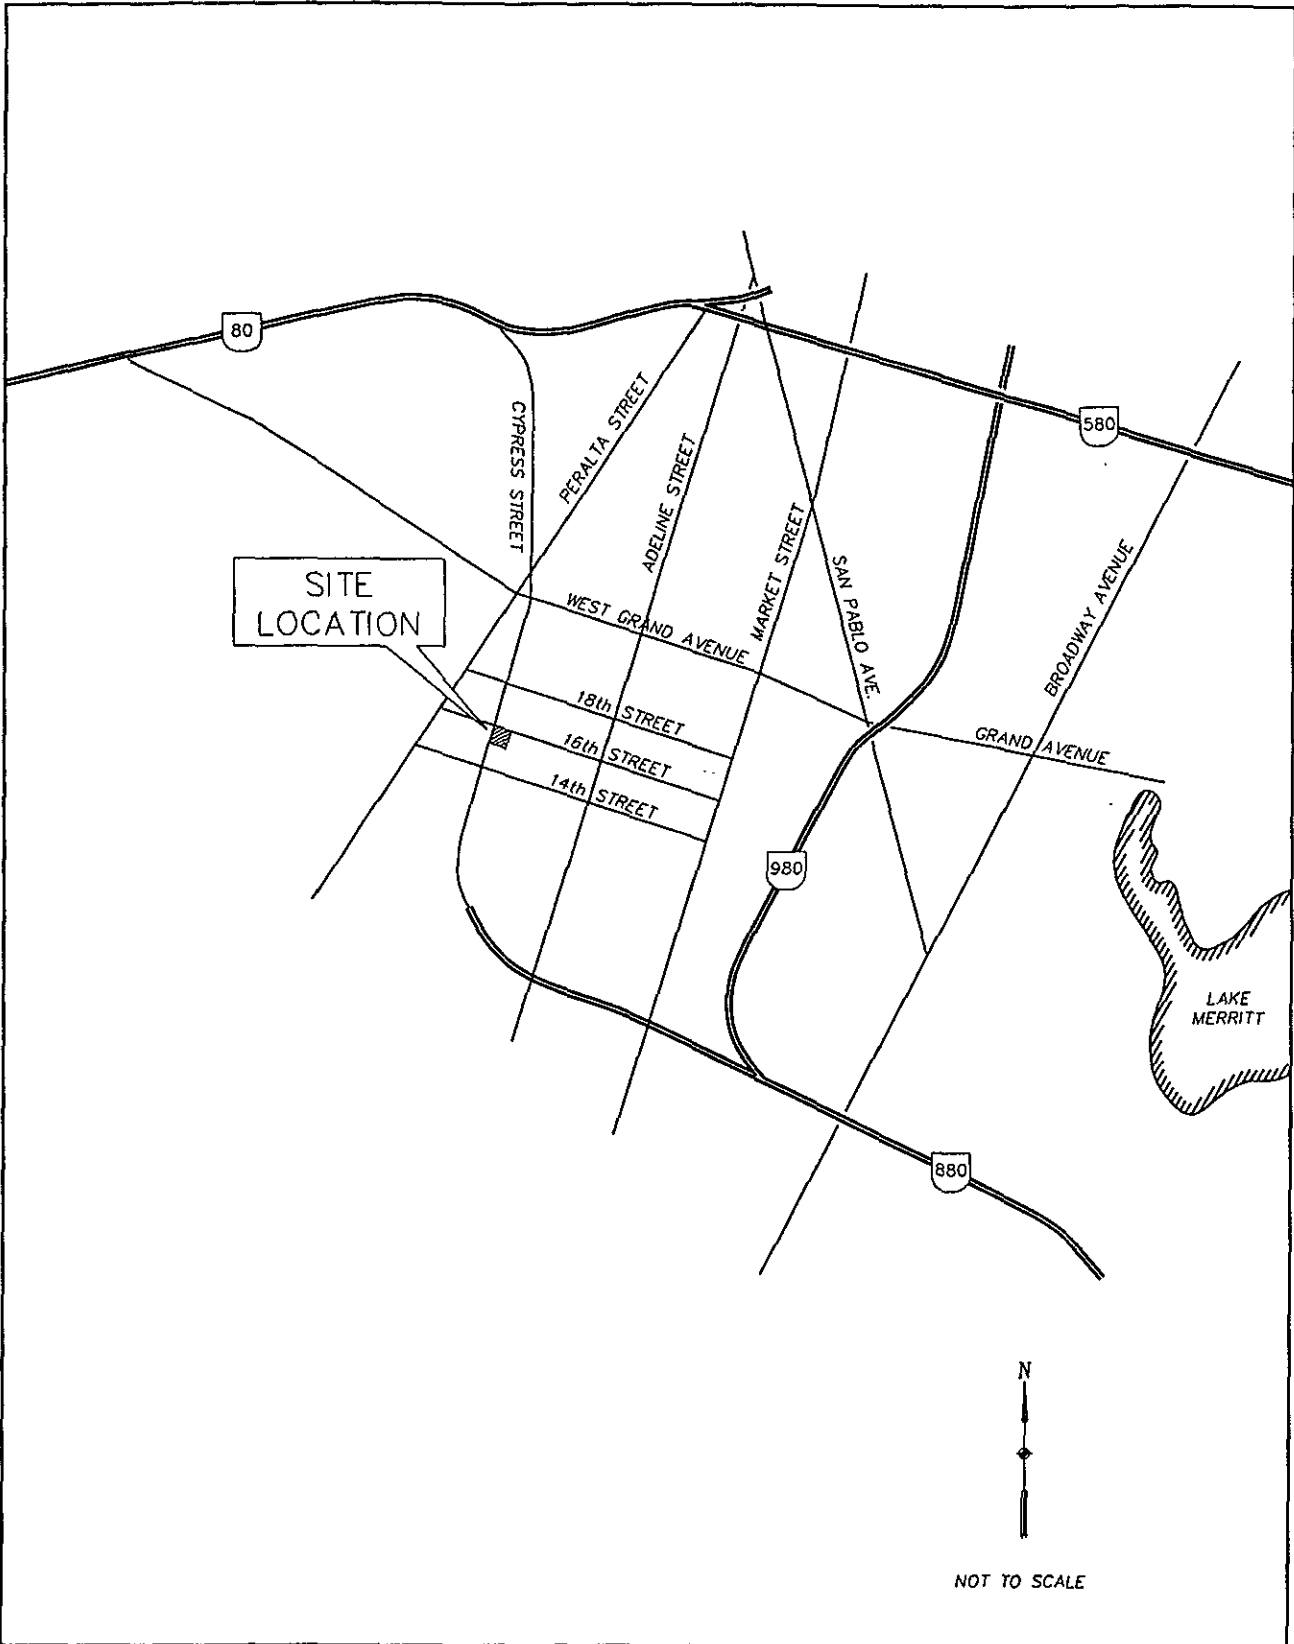 80
580
CYPRESS STREET
PERALTA STREET
ADELINE STREET
MARKET STREET
SAN PABLO AVE.
BROADWAY AVENUE
SITE
LOCATION
WEST GRAND AVENUE
18th STREET
16th STREET
14th STREET
GRAND AVENUE
980
LAKE
MERRITT
880
N
NOT TO SCALE